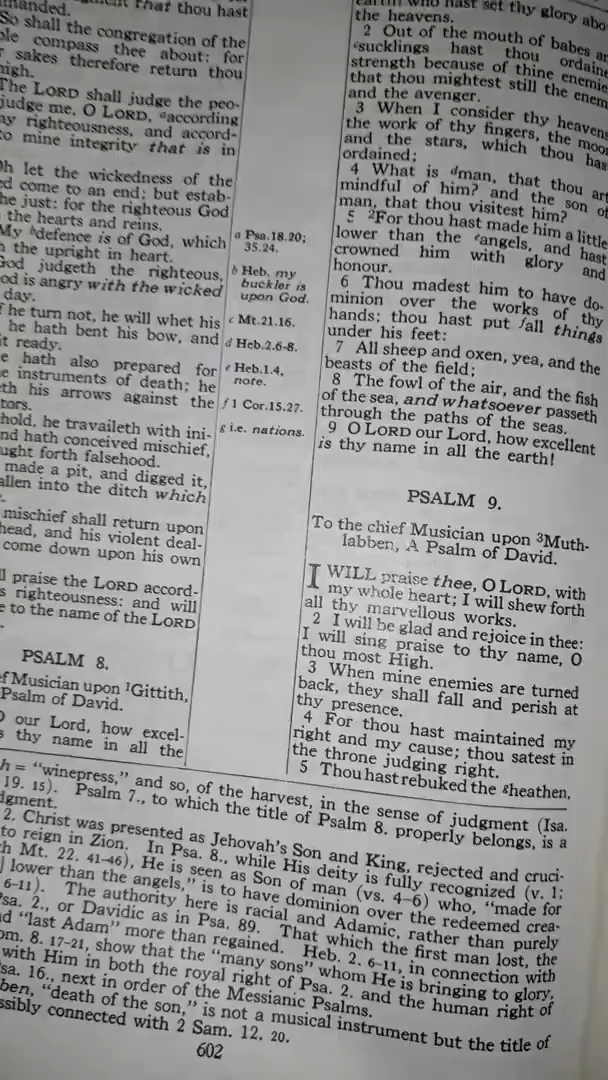 manded.
So shall the congregation of the
ple compass thee about: for
sakes therefore return thou
high.
The LORD shall judge the peo-
judge me, O LORD, ᵃaccording
my righteousness, and accord-
to mine integrity that is in
Oh let the wickedness of the
ed come to an end; but estab-
he just: for the righteous God
the hearts and reins.
My ᵇdefence is of God, which
h the upright in heart.
God judgeth the righteous,
od is angry with the wicked
day.
f he turn not, he will whet his
he hath bent his bow, and
it ready.
e hath also prepared for
e instruments of death; he
eth his arrows against the
tors.
hold, he travaileth with ini-
nd hath conceived mischief,
ught forth falsehood.
made a pit, and digged it,
allen into the ditch which
mischief shall return upon
head, and his violent deal-
come down upon his own
ll praise the LORD accord-
s righteousness: and will
e to the name of the LORD
PSALM 8.
ef Musician upon ¹Gittith,
Psalm of David.
O our Lord, how excel-
s thy name in all the
a Psa.18.20;
35.24.
b Heb. my
buckler is
upon God.
c Mt.21.16.
d Heb.2.6-8.
e Heb.1.4,
note.
f 1 Cor.15.27.
g i.e. nations.
earth who hast set thy glory abo
the heavens.
2 Out of the mouth of babes an
ᶜsucklings hast thou ordaine
strength because of thine enemie
that thou mightest still the enem
and the avenger.
3 When I consider thy heavens
the work of thy fingers, the moon
and the stars, which thou has
ordained;
4 What is ᵈman, that thou art
mindful of him? and the son of
man, that thou visitest him?
5 ²For thou hast made him a little
lower than the ᵉangels, and hast
crowned him with glory and
honour.
6 Thou madest him to have do-
minion over the works of thy
hands; thou hast put ᶠall things
under his feet:
7 All sheep and oxen, yea, and the
beasts of the field;
8 The fowl of the air, and the fish
of the sea, and whatsoever passeth
through the paths of the seas.
9 O LORD our Lord, how excellent
is thy name in all the earth!
PSALM 9.
To the chief Musician upon ³Muth-
labben, A Psalm of David.
I WILL praise thee, O LORD, with
my whole heart; I will shew forth
all thy marvellous works.
2 I will be glad and rejoice in thee:
I will sing praise to thy name, O
thou most High.
3 When mine enemies are turned
back, they shall fall and perish at
thy presence.
4 For thou hast maintained my
right and my cause; thou satest in
the throne judging right.
5 Thou hast rebuked the ᵍheathen,
h = "winepress," and so, of the harvest, in the sense of judgment (Isa.
19. 15). Psalm 7., to which the title of Psalm 8. properly belongs, is a
dgment.
2. Christ was presented as Jehovah's Son and King, rejected and cruci-
to reign in Zion. In Psa. 8., while His deity is fully recognized (v. 1;
h Mt. 22. 41-46), He is seen as Son of man (vs. 4-6) who, "made for
lower than the angels," is to have dominion over the redeemed crea-
6-11). The authority here is racial and Adamic, rather than purely
sa. 2., or Davidic as in Psa. 89. That which the first man lost, the
d "last Adam" more than regained. Heb. 2. 6-11, in connection with
om. 8. 17-21, show that the "many sons" whom He is bringing to glory,
with Him in both the royal right of Psa. 2. and the human right of
sa. 16., next in order of the Messianic Psalms.
ben, "death of the son," is not a musical instrument but the title of
ssibly connected with 2 Sam. 12. 20.
602